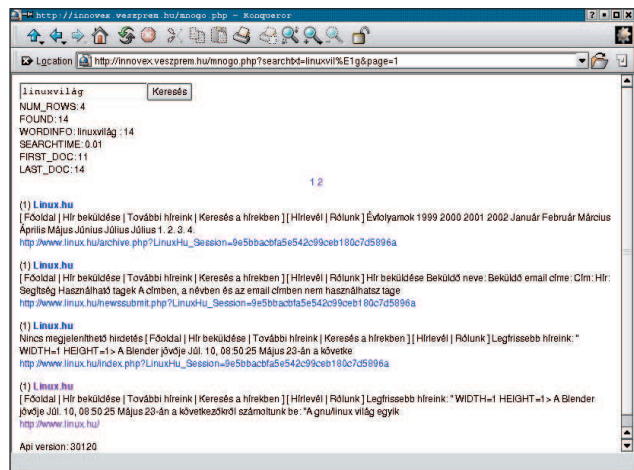 http://innovex.veszprem.hu/mnogo.php - Konqueror
Location http://innovex.veszprem.hu/mnogo.php?searchtxt=linuxvil%E1g&page=1
linuxvilág Keresés
NUM_ROWS: 4
FOUND: 14
WORDINFO: linuxvilág : 14
SEARCHTIME: 0.01
FIRST_DOC: 11
LAST_DOC: 14
1 2
(1) Linux.hu
[ Főoldal | Hír beküldése | További híreink | Keresés a hírekben ] [ Hírlevél | Rólunk ] Évfolyamok 1999 2000 2001 2002 Január Február Március
Április Május Június Július Július 1. 2. 3. 4.
http://www.linux.hu/archive.php?LinuxHu_Session=9e5bbacbfa5e542c99ceb180c7d5896a
(1) Linux.hu
[ Főoldal | Hír beküldése | További híreink | Keresés a hírekben ] [ Hírlevél | Rólunk ] Hír beküldése Beküldő neve: Beküldő email címe: Cím: Hír:
Segítség Használható tagek A címben, a névben és az email címben nem használhatsz tage
http://www.linux.hu/newssubmit.php?LinuxHu_Session=9e5bbacbfa5e542c99ceb180c7d5896a
(1) Linux.hu
Nincs megjeleníthető hirdetés [ Főoldal | Hír beküldése | További híreink | Keresés a hírekben ] [ Hírlevél | Rólunk ] Legfrissebb híreink: "
WIDTH=1 HEIGHT=1> A Blender jövője Júl. 10, 08:50:25 Május 23-án a követke
http://www.linux.hu/index.php?LinuxHu_Session=9e5bbacbfa5e542c99ceb180c7d5896a
(1) Linux.hu
[ Főoldal | Hír beküldése | További híreink | Keresés a hírekben ] [ Hírlevél | Rólunk ] Legfrissebb híreink: " WIDTH=1 HEIGHT=1> A Blender
jövője Júl. 10, 08:50:25 Május 23-án a következőkről számoltunk be: "A gnu/linux világ egyik
http://www.linux.hu/
Api version: 30120